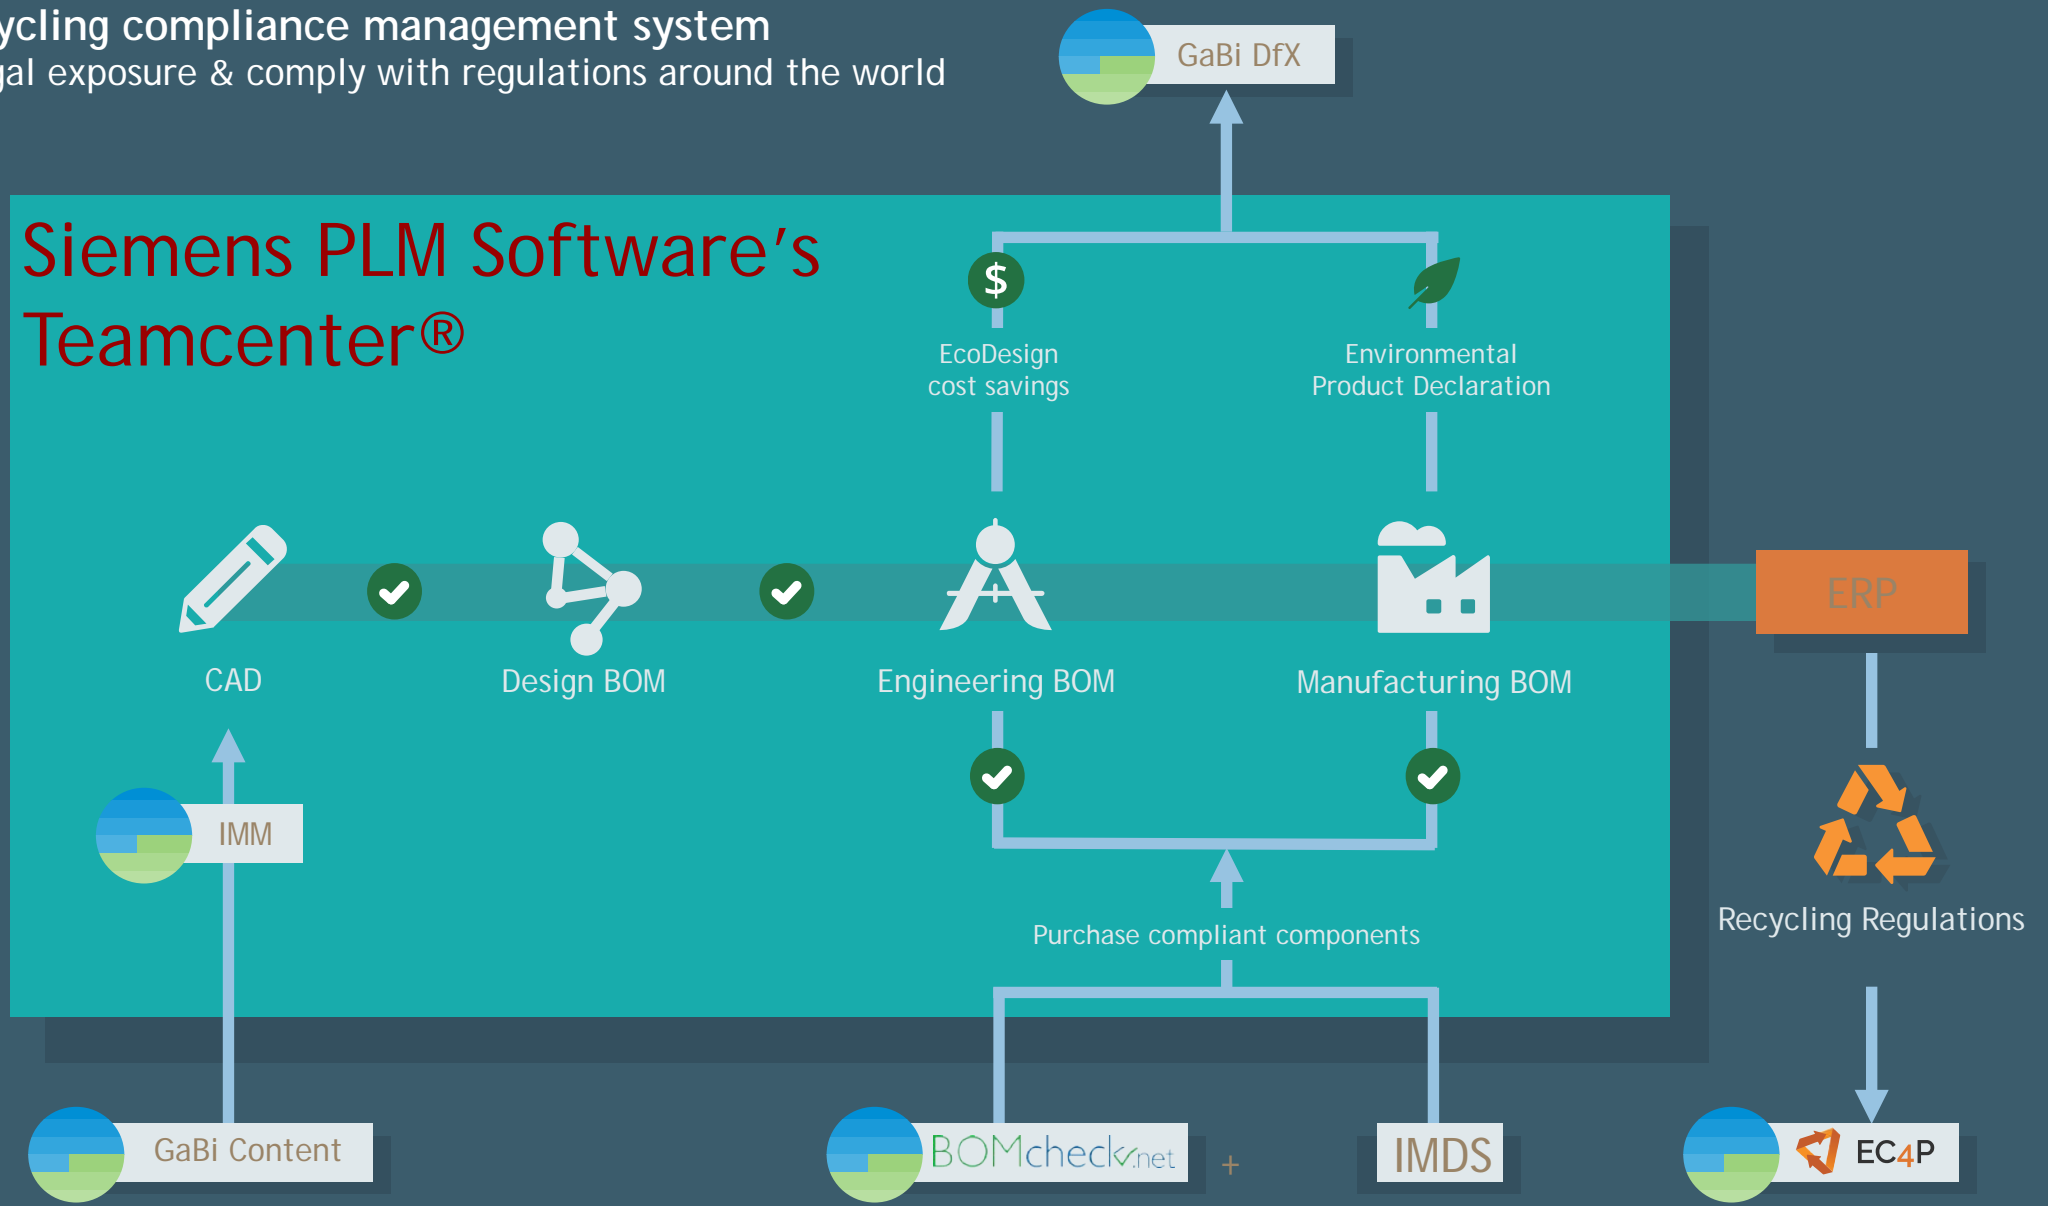 ycling compliance management system
gal exposure & comply with regulations around the world
GaBi DfX
Siemens PLM Software's
Teamcenter®
$
EcoDesign
cost savings
Environmental
Product Declaration
ERP
CAD
Design BOM
Engineering BOM
Manufacturing BOM
IMM
Purchase compliant components
Recycling Regulations
GaBi Content
BOMcheck.net
+
IMDS
EC4P